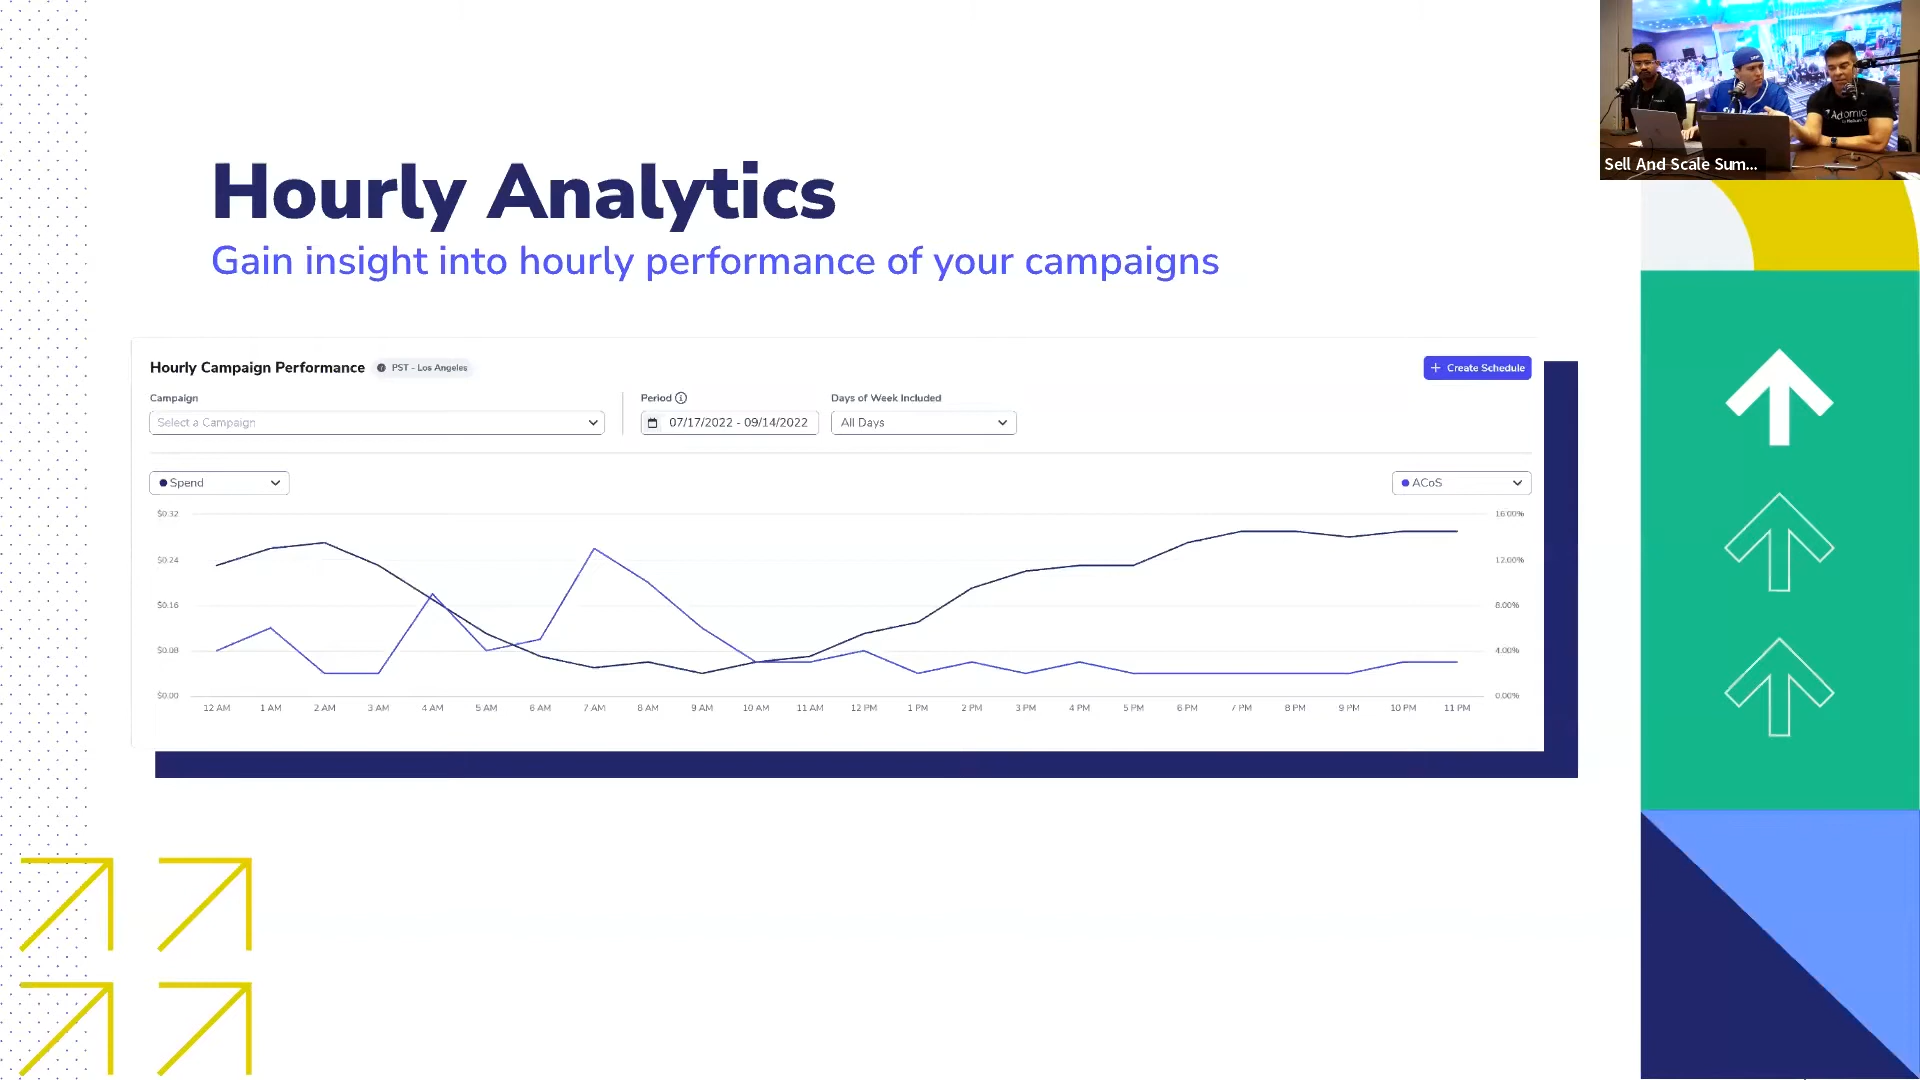 Hourly Analytics
Gain insight into hourly performance of your campaigns
Sell And Scale Sum...
Adtomic
Hourly Campaign Performance PST - Los Angeles
+ Create Schedule
Campaign Period Days of Week Included
Select a Campaign 07/17/2022 - 09/14/2022 All Days
Spend ACoS
$0.32 16.00%
$0.24 12.00%
$0.16 8.00%
$0.08 4.00%
$0.00 0.00%
12 AM 1 AM 2 AM 3 AM 4 AM 5 AM 6 AM 7 AM 8 AM 9 AM 10 AM 11 AM 12 PM 1 PM 2 PM 3 PM 4 PM 5 PM 6 PM 7 PM 8 PM 9 PM 10 PM 11 PM